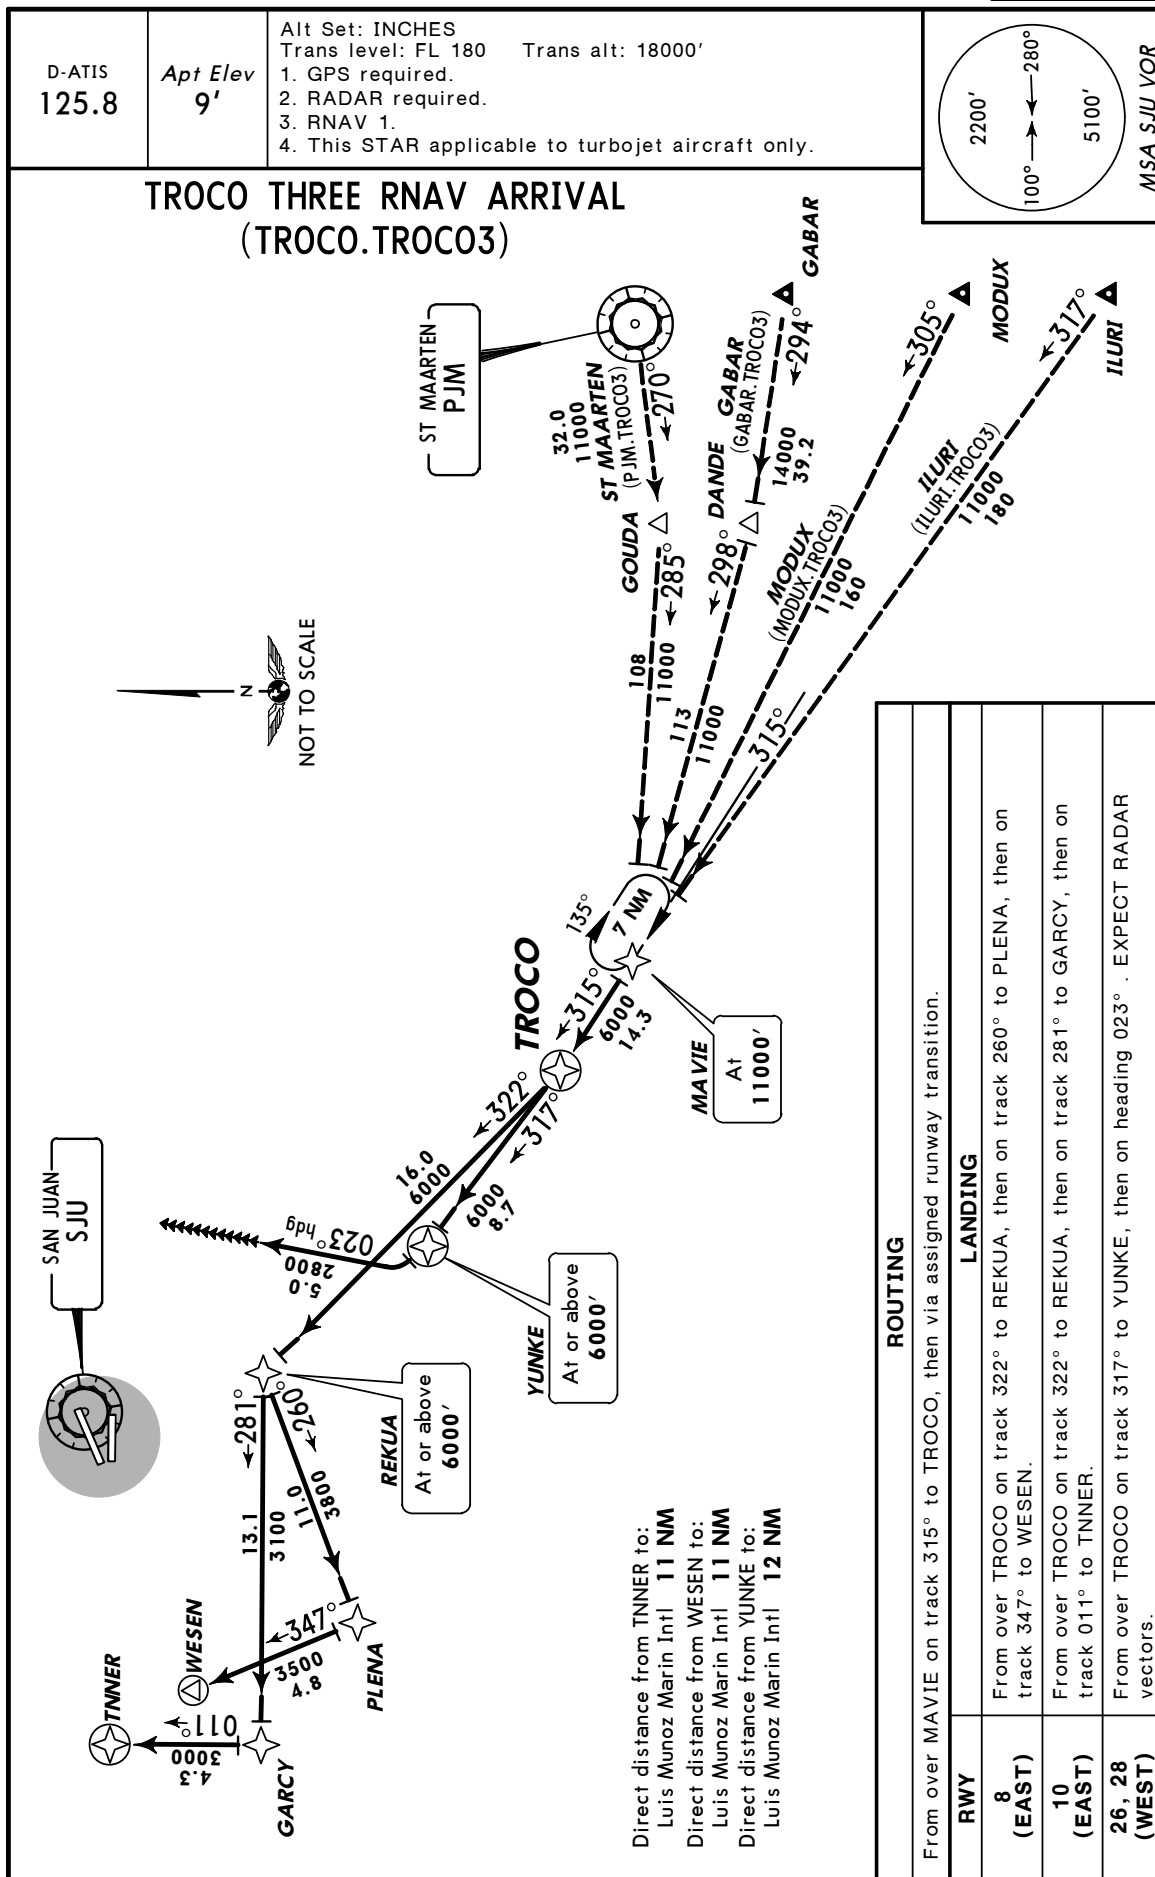 D-ATIS
125.8
Apt Elev
9'
Alt Set: INCHES
Trans level: FL 180 Trans alt: 18000'
1. GPS required.
2. RADAR required.
3. RNAV 1.
4. This STAR applicable to turbojet aircraft only.
2200'
100° 280°
5100'
MSA SJU VOR
TROCO THREE RNAV ARRIVAL
(TROCO.TROCO3)
ST MAARTEN
PJM
GABAR
MODUX
ILURI
32.0
11000
ST MAARTEN
(PJM.TROCO3)
270°
GABAR
(GABAR.TROCO3)
294°
14000
39.2
305°
317°
GOUDA
DANDE
285°
298°
108
11000
113
11000
MODUX
(MODUX.TROCO3)
11000
160
ILURI
(ILURI.TROCO3)
11000
180
N
NOT TO SCALE
315°
135°
7 NM
TROCO
315°
6000
14.3
MAVIE
At
11000'
322°
317°
16.0
6000
6000
8.7
SAN JUAN
SJU
023° hdg
2800
5.0
YUNKE
At or above
6000'
REKUA
At or above
6000'
281°
260°
13.1
3100
11.0
3800
347°
3500
4.8
WESEN
PLENA
TNNER
011°
3000
4.3
GARCY
Direct distance from TNNER to:
Luis Munoz Marin Intl 11 NM
Direct distance from WESEN to:
Luis Munoz Marin Intl 11 NM
Direct distance from YUNKE to:
Luis Munoz Marin Intl 12 NM
ROUTING
From over MAVIE on track 315° to TROCO, then via assigned runway transition.
RWY LANDING
8
(EAST)
From over TROCO on track 322° to REKUA, then on track 260° to PLENA, then on
track 347° to WESEN.
10
(EAST)
From over TROCO on track 322° to REKUA, then on track 281° to GARCY, then on
track 011° to TNNER.
26, 28
(WEST)
From over TROCO on track 317° to YUNKE, then on heading 023° . EXPECT RADAR
vectors.